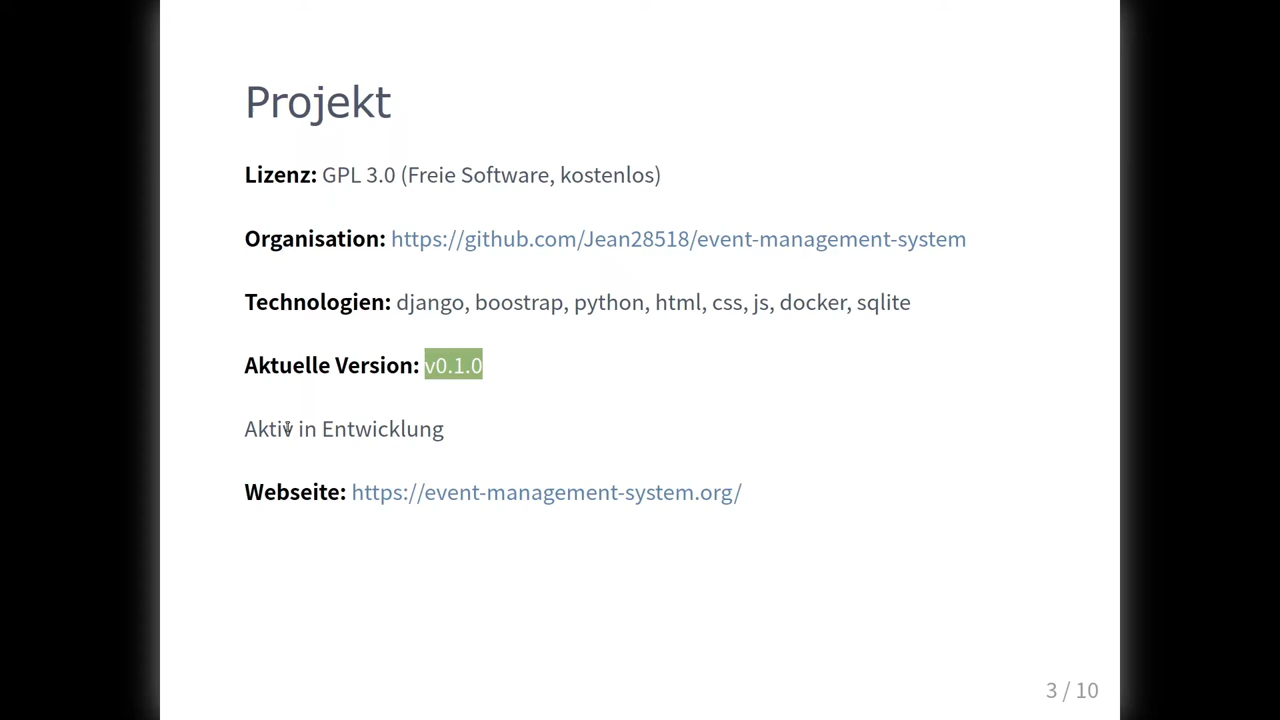 Projekt
Lizenz: GPL 3.0 (Freie Software, kostenlos)
Organisation: https://github.com/Jean28518/event-management-system
Technologien: django, boostrap, python, html, css, js, docker, sqlite
Aktuelle Version: v0.1.0
Aktiv in Entwicklung
Webseite: https://event-management-system.org/
3 / 10